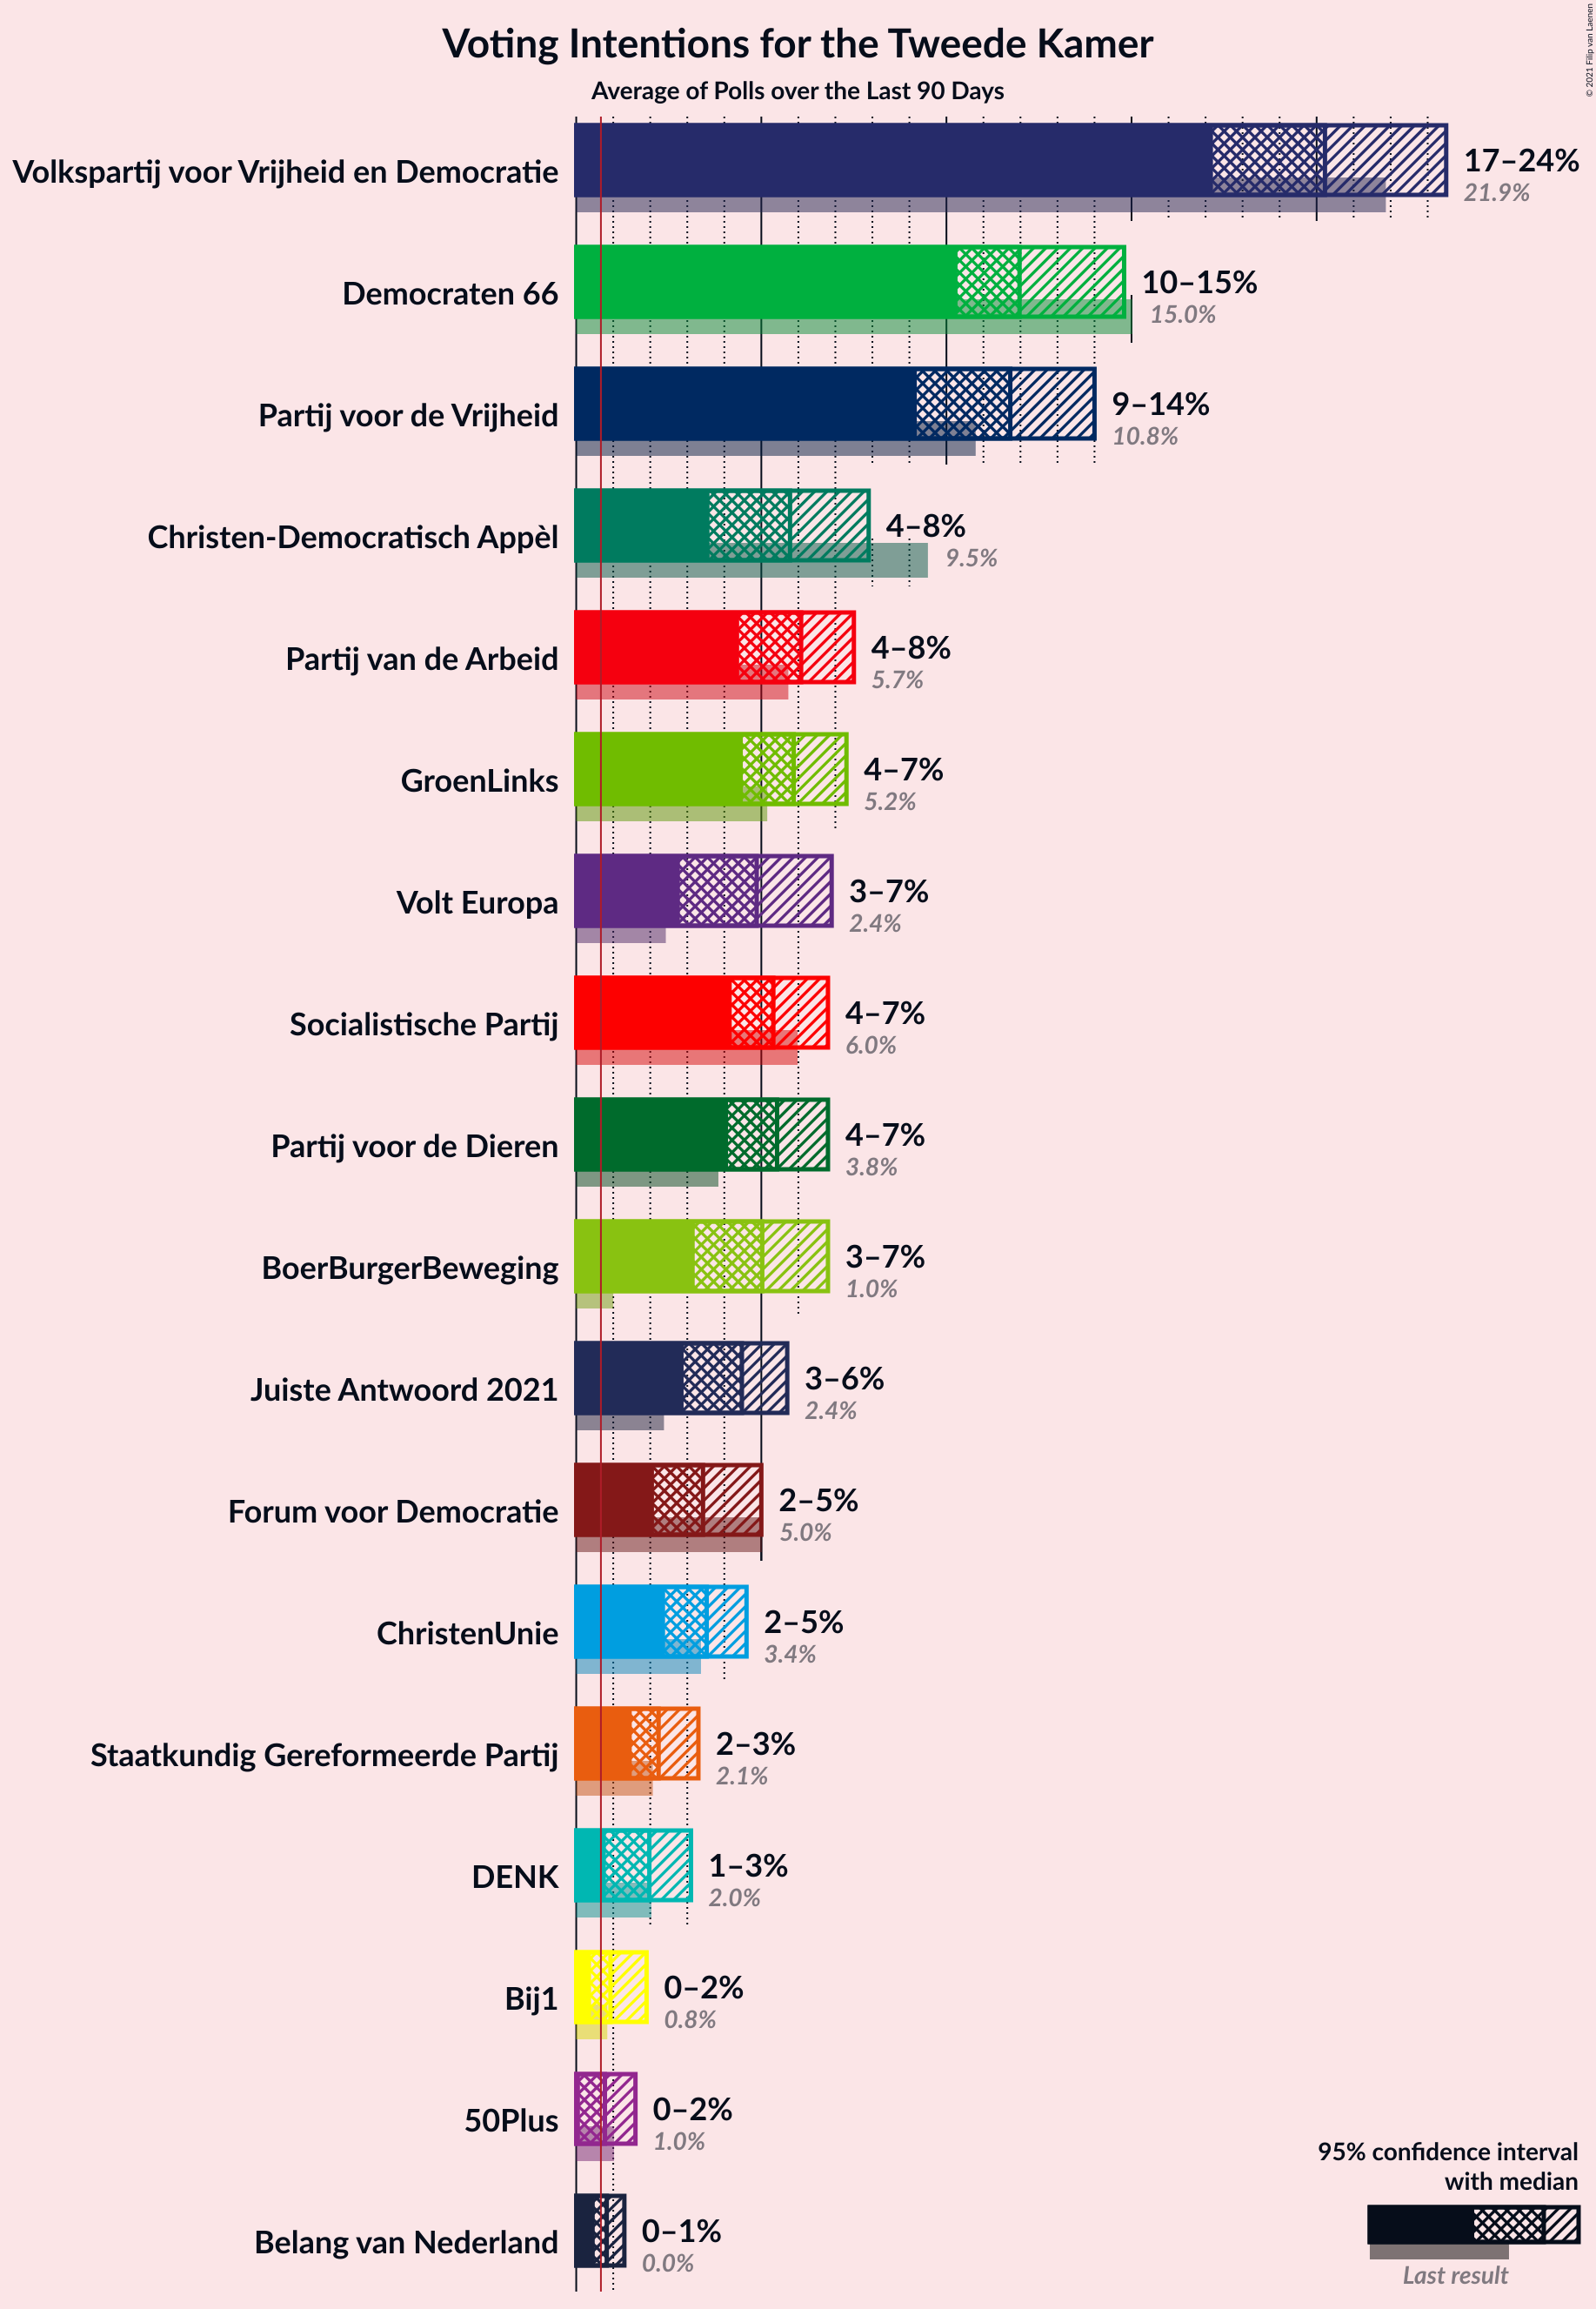 Voting Intentions for the Tweede Kamer
Average of Polls over the Last 90 Days
© 2021 Filip van Laenen
Volkspartij voor Vrijheid en Democratie
17–24%
21.9%
Democraten 66
10–15%
15.0%
Partij voor de Vrijheid
9–14%
10.8%
Christen-Democratisch Appèl
4–8%
9.5%
Partij van de Arbeid
4–8%
5.7%
GroenLinks
4–7%
5.2%
Volt Europa
3–7%
2.4%
Socialistische Partij
4–7%
6.0%
Partij voor de Dieren
4–7%
3.8%
BoerBurgerBeweging
3–7%
1.0%
Juiste Antwoord 2021
3–6%
2.4%
Forum voor Democratie
2–5%
5.0%
ChristenUnie
2–5%
3.4%
Staatkundig Gereformeerde Partij
2–3%
2.1%
DENK
1–3%
2.0%
Bij1
0–2%
0.8%
50Plus
0–2%
1.0%
Belang van Nederland
0–1%
0.0%
95% confidence interval
with median
Last result